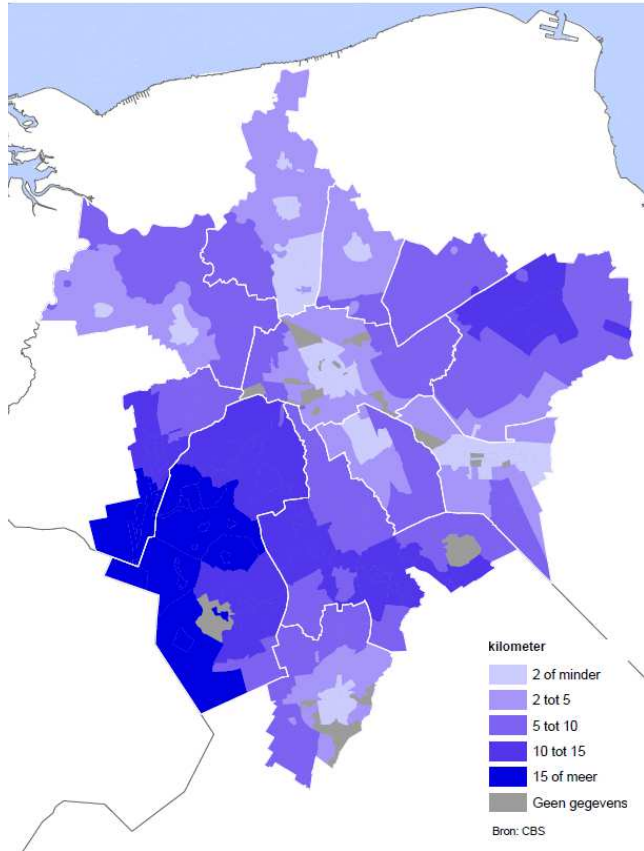 kilometer
2 of minder
2 tot 5
5 tot 10
10 tot 15
15 of meer
Geen gegevens
Bron: CBS